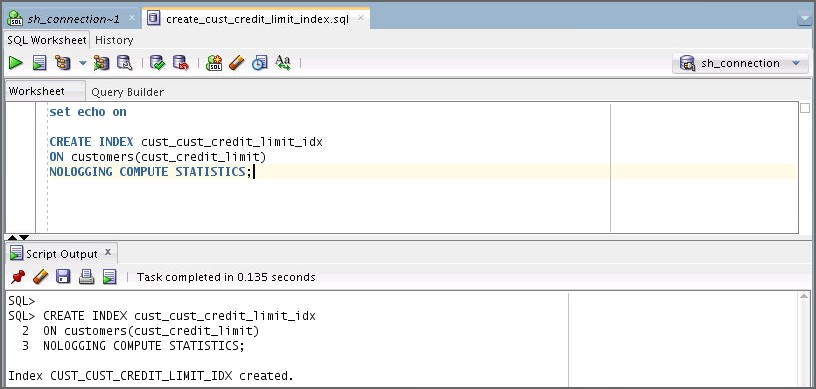 sh_connection~1 create_cust_credit_limit_index.sql
SQL Worksheet History
sh_connection
Worksheet Query Builder
set echo on
CREATE INDEX cust_cust_credit_limit_idx
ON customers(cust_credit_limit)
NOLOGGING COMPUTE STATISTICS;
Script Output
Task completed in 0.135 seconds
SQL>
SQL> CREATE INDEX cust_cust_credit_limit_idx
2 ON customers(cust_credit_limit)
3 NOLOGGING COMPUTE STATISTICS;
Index CUST_CUST_CREDIT_LIMIT_IDX created.